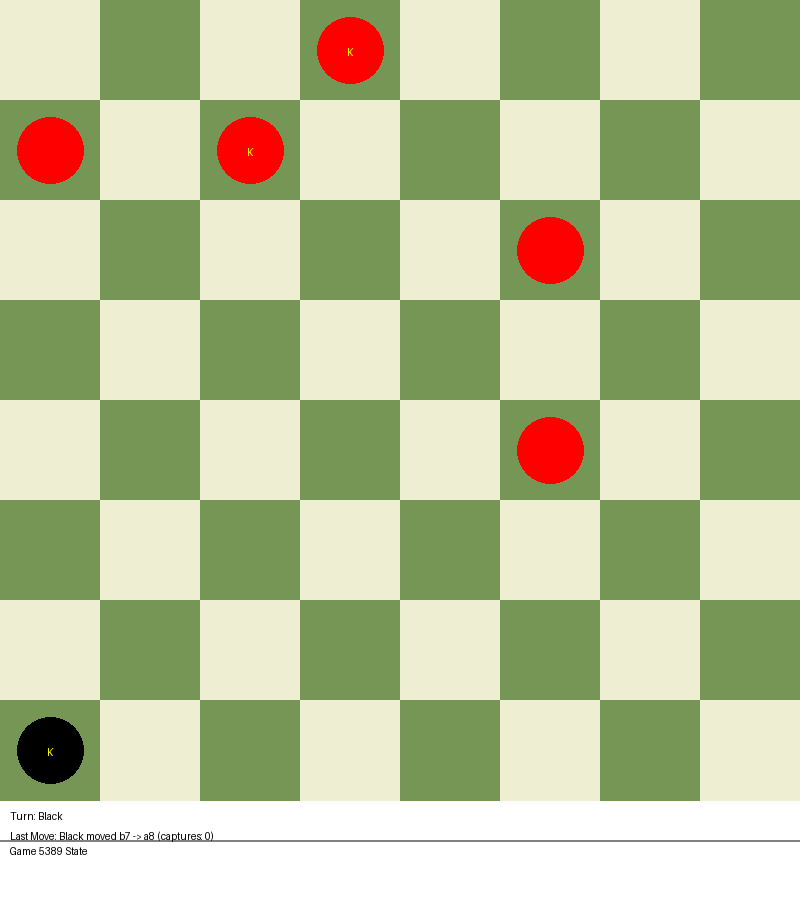 K
K
K
Turn: Black
Last Move: Black moved b7 -> a8 (captures: 0)
Game 5389 State